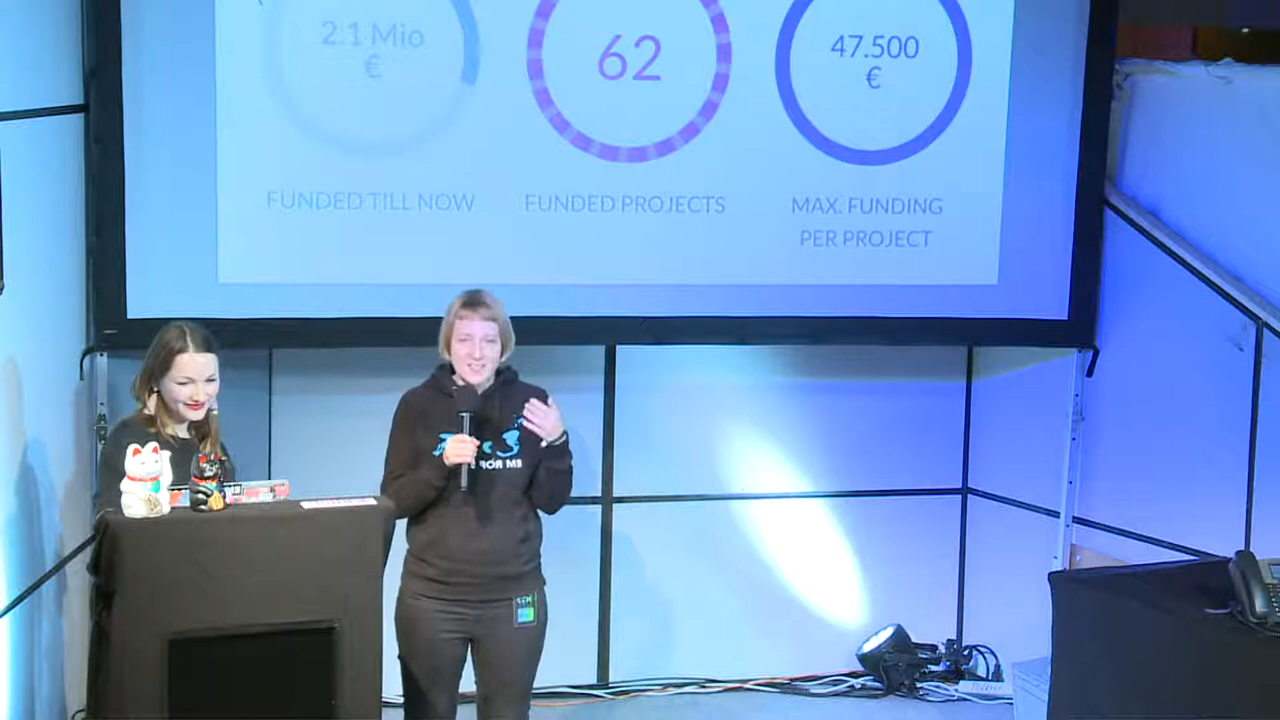 2.1 Mio
€
62
47.500
€
FUNDED TILL NOW
FUNDED PROJECTS
MAX. FUNDING
PER PROJECT